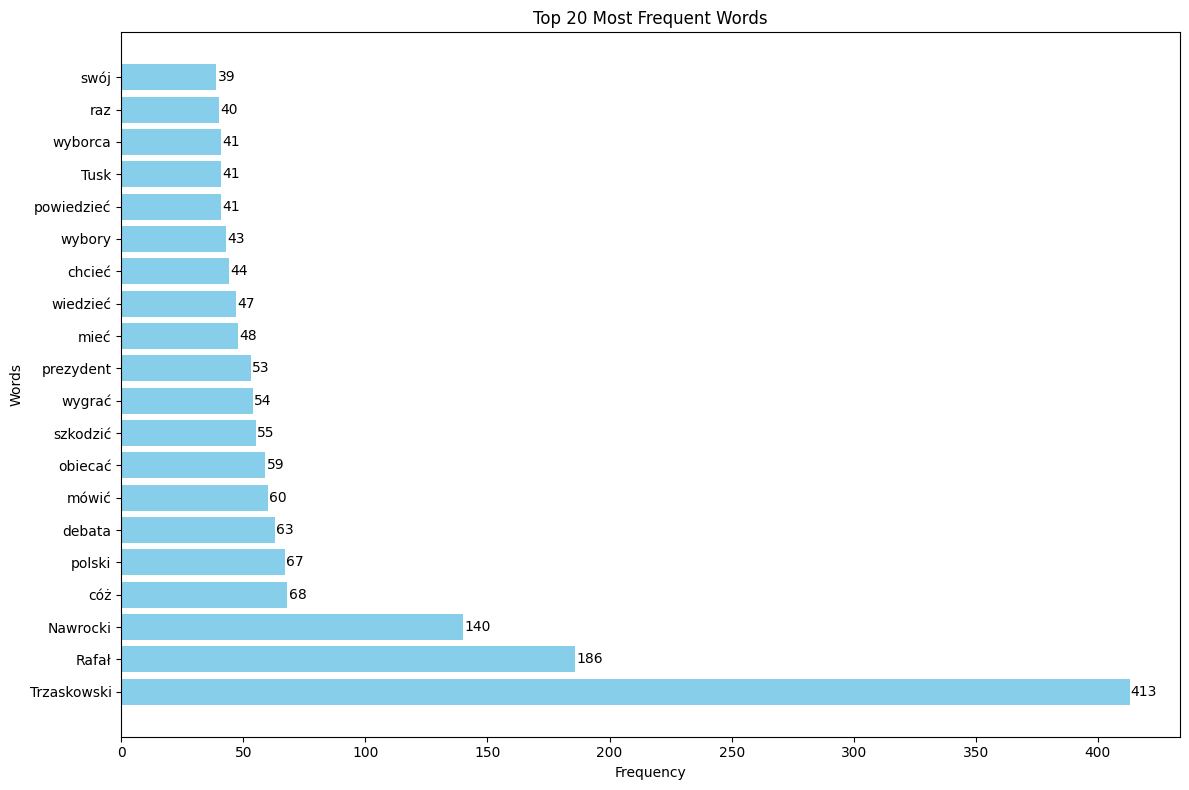 Top 20 Most Frequent Words
Words
swój 39
raz 40
wyborca 41
Tusk 41
powiedzieć 41
wybory 43
chcieć 44
wiedzieć 47
mieć 48
prezydent 53
wygrać 54
szkodzić 55
obiecać 59
mówić 60
debata 63
polski 67
cóż 68
Nawrocki 140
Rafał 186
Trzaskowski 413
0 50 100 150 200 250 300 350 400
Frequency